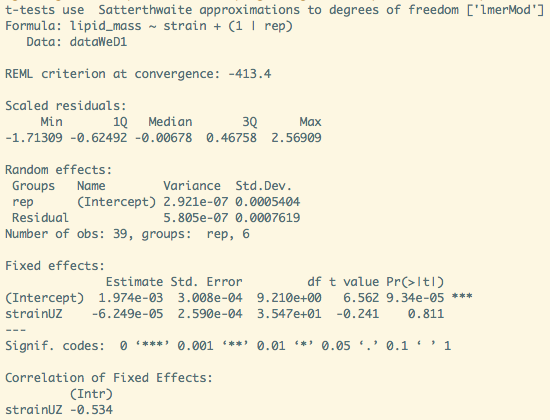 t-tests use  Satterthwaite approximations to degrees of freedom ['lmerMod']
Formula: lipid_mass ~ strain + (1 | rep)
   Data: dataWeD1

REML criterion at convergence: -413.4

Scaled residuals:
     Min       1Q   Median       3Q      Max
-1.71309 -0.62492 -0.00678  0.46758  2.56909

Random effects:
 Groups   Name        Variance  Std.Dev.
 rep      (Intercept) 2.921e-07 0.0005404
 Residual             5.805e-07 0.0007619
Number of obs: 39, groups:  rep, 6

Fixed effects:
              Estimate Std. Error         df t value Pr(>|t|)
(Intercept)  1.974e-03  3.008e-04  9.210e+00   6.562 9.34e-05 ***
strainUZ    -6.249e-05  2.590e-04  3.547e+01  -0.241    0.811
---
Signif. codes:  0 ‘***’ 0.001 ‘**’ 0.01 ‘*’ 0.05 ‘.’ 0.1 ‘ ’ 1

Correlation of Fixed Effects:
         (Intr)
strainUZ -0.534